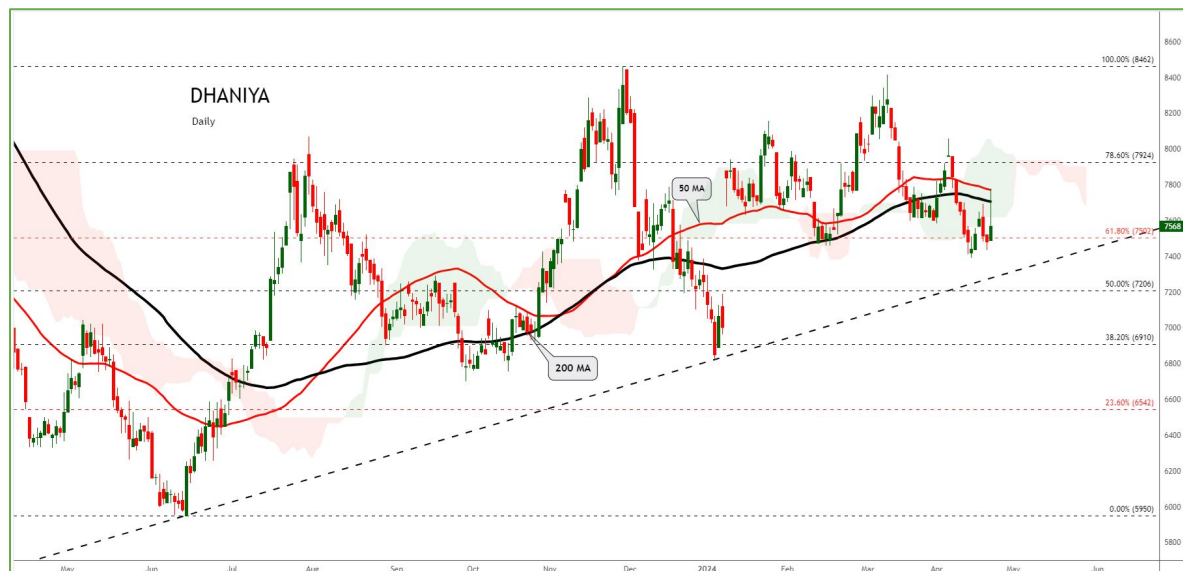 DHANIYA
Daily
100.00% (8462)
78.60% (7924)
61.80% (7502)
50.00% (7206)
38.20% (6910)
23.60% (6542)
0.00% (5950)
50 MA
200 MA
8600
8400
8200
8000
7800
7600
7568
7400
7200
7000
6800
6600
6400
6200
6000
5800
May
Jun
Jul
Aug
Sep
Oct
Nov
Dec
2024
Feb
Mar
Apr
May
Jun